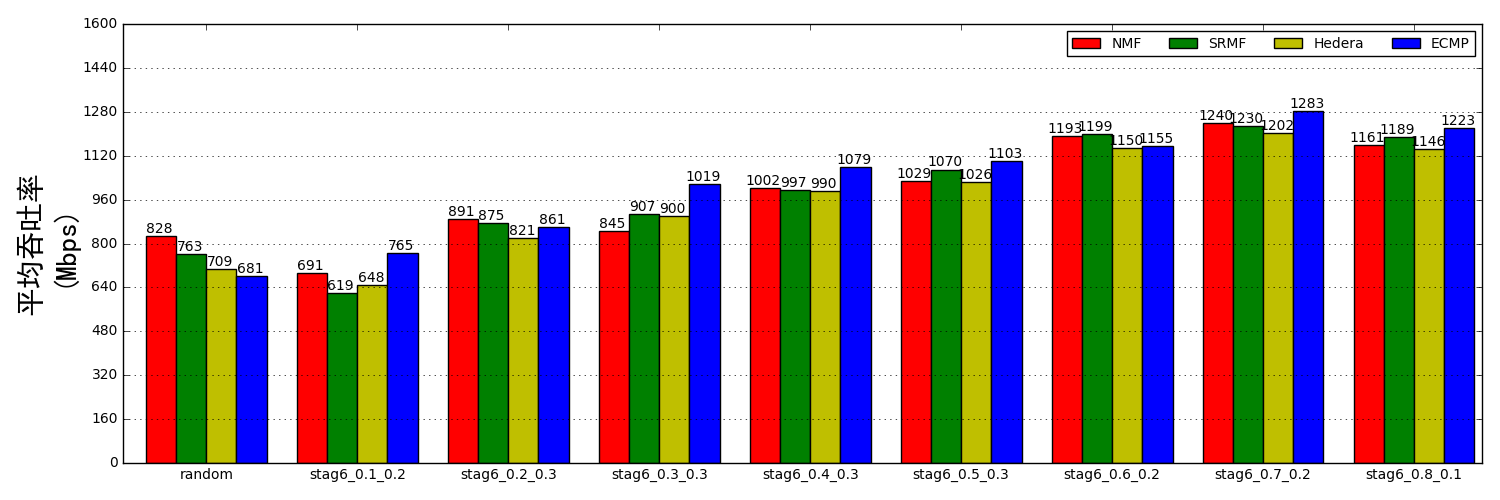 1600
1440
1280
1120
960
800
640
480
320
160
0
平均吞吐率
(Mbps)
NMF SRMF Hedera ECMP
828 763 709 681
691 619 648 765
891 875 821 861
845 907 900 1019
1002 997 990 1079
1029 1070 1026 1103
1193 1199 1150 1155
1240 1230 1202 1283
1161 1189 1146 1223
random stag6_0.1_0.2 stag6_0.2_0.3 stag6_0.3_0.3 stag6_0.4_0.3 stag6_0.5_0.3 stag6_0.6_0.2 stag6_0.7_0.2 stag6_0.8_0.1